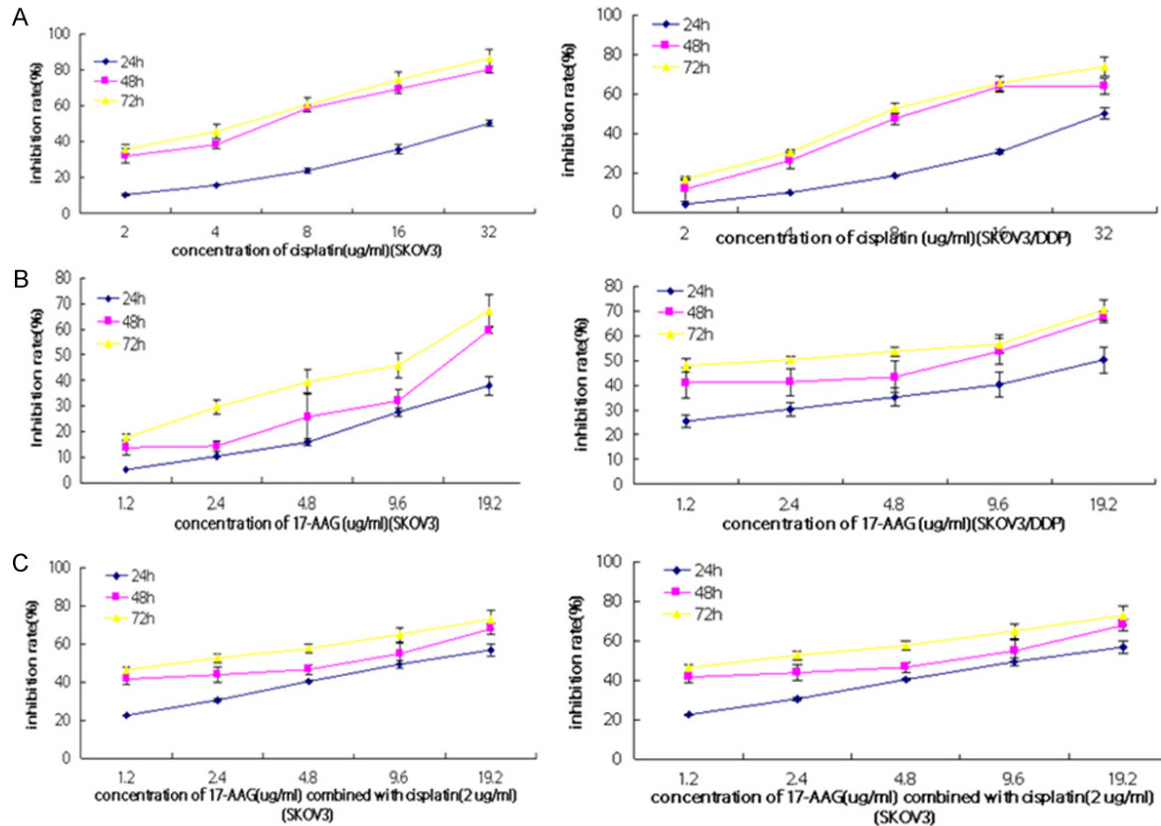 A
100
80
60
40
20
0
inhibition rate(%)
24h
48h
72h
2 4 8 16 32
concentration of cisplatin(ug/ml)(SKOV3)
100
80
60
40
20
0
inhibition rate(%)
24h
48h
72h
2 4 8 16 32
concentration of cisplatin (ug/ml)(SKOV3/DDP)
B
80
70
60
50
40
30
20
10
0
Inhibition rate(%)
24h
48h
72h
1.2 2.4 4.8 9.6 19.2
concentration of 17-AAG (ug/ml)(SKOV3)
80
70
60
50
40
30
20
10
0
inhibition rate(%)
24h
48h
72h
1.2 2.4 4.8 9.6 19.2
concentration of 17-AAG (ug/ml)(SKOV3/DDP)
C
100
80
60
40
20
0
inhibition rate(%)
24h
48h
72h
1.2 2.4 4.8 9.6 19.2
concentration of 17-AAG(ug/ml) combined with cisplatin(2 ug/ml)
(SKOV3)
100
80
60
40
20
0
inhibition rate(%)
24h
48h
72h
1.2 2.4 4.8 9.6 19.2
concentration of 17-AAG(ug/ml) combined with cisplatin(2 ug/ml)
(SKOV3)